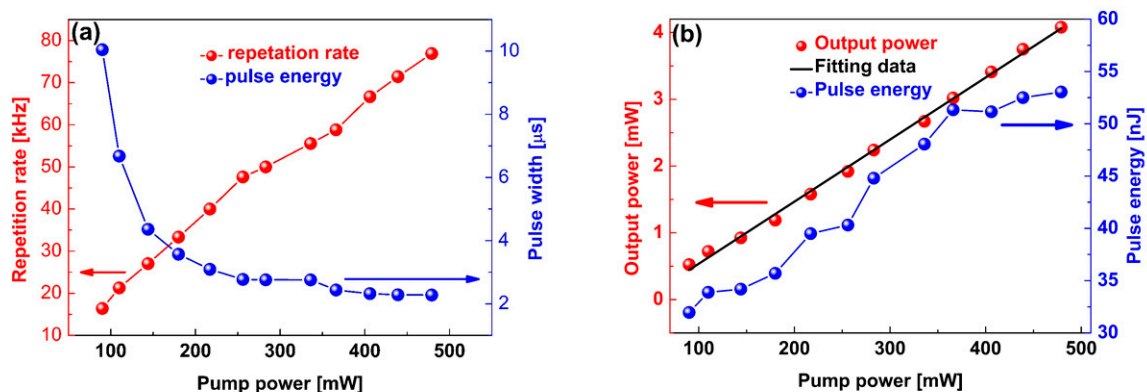 (a)
repetation rate
pulse energy
Repetition rate [kHz]
80
70
60
50
40
30
20
10
Pulse width [μs]
10
8
6
4
2
100
200
300
400
500
Pump power [mW]
(b)
Output power
Fitting data
Pulse energy
Output power [mW]
4
3
2
1
0
Pulse energy [nJ]
60
55
50
45
40
35
30
100
200
300
400
500
Pump power [mW]